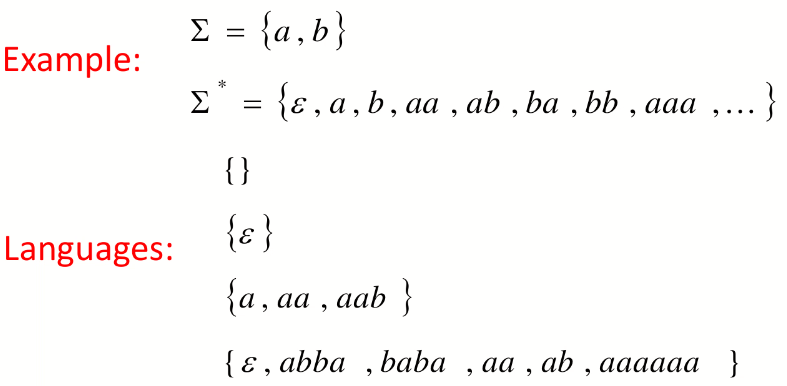 Σ = {a, b}
Example:
Σ* = {ε, a, b, aa, ab, ba, bb, aaa, ...}
{}
{ε}
Languages:
{a, aa, aab}
{ε, abba, baba, aa, ab, aaaaaa}